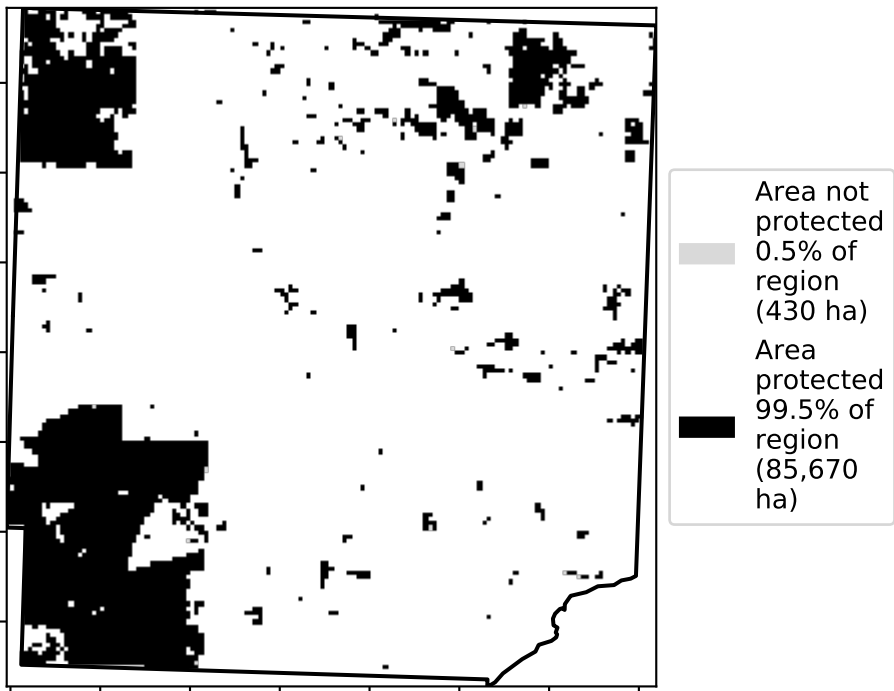 Area not
protected
0.5% of
region
(430 ha)
Area
protected
99.5% of
region
(85,670
ha)